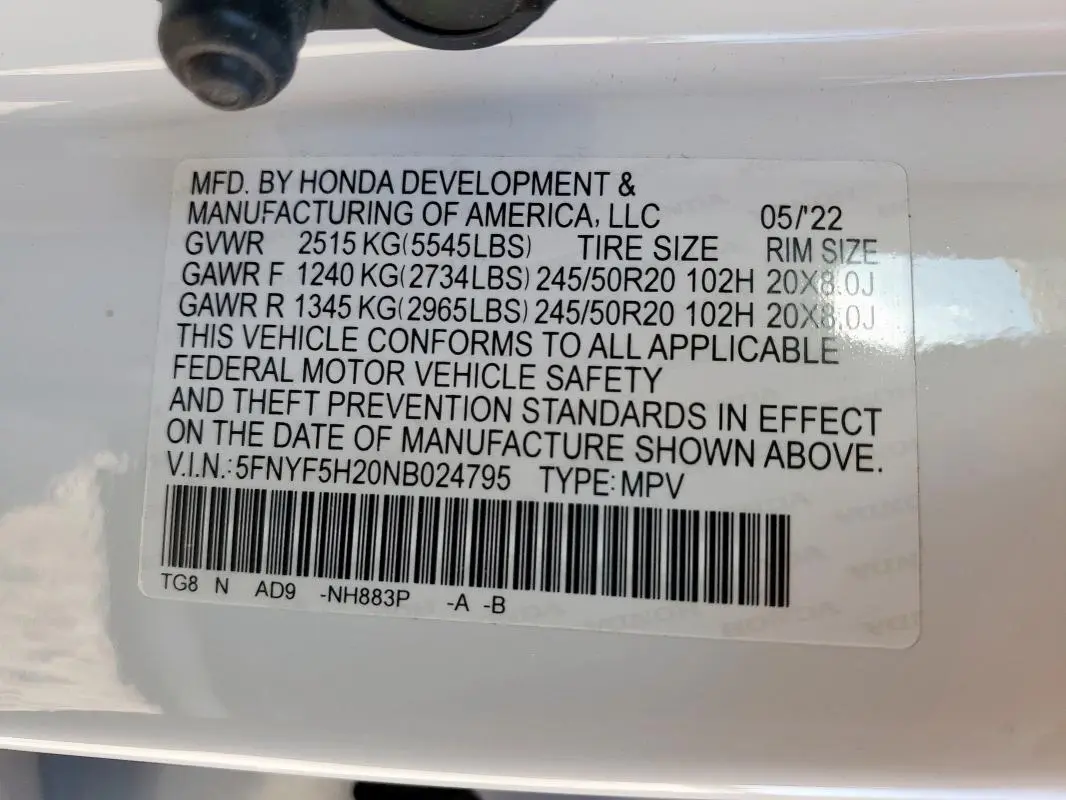 MFD. BY HONDA DEVELOPMENT &
MANUFACTURING OF AMERICA, LLC 05/'22
GVWR 2515 KG(5545LBS) TIRE SIZE RIM SIZE
GAWR F 1240 KG(2734LBS) 245/50R20 102H 20X8.0J
GAWR R 1345 KG(2965LBS) 245/50R20 102H 20X8.0J
THIS VEHICLE CONFORMS TO ALL APPLICABLE
FEDERAL MOTOR VEHICLE SAFETY
AND THEFT PREVENTION STANDARDS IN EFFECT
ON THE DATE OF MANUFACTURE SHOWN ABOVE.
V.I.N.: 5FNYF5H20NB024795 TYPE: MPV
TG8 N AD9 -NH883P -A -B